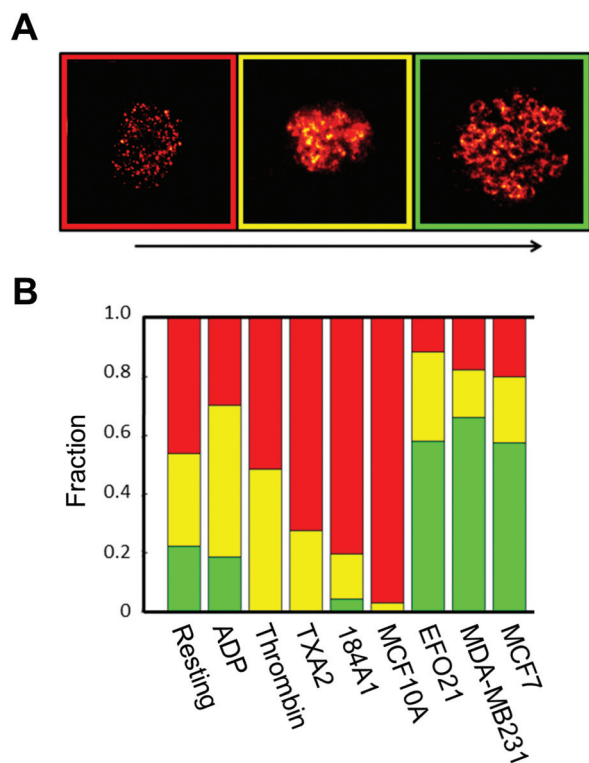 A
B
Fraction
1.0
0.8
0.6
0.4
0.2
0
Resting
ADP
Thrombin
TXA2
184A1
MCF10A
EFO21
MDA-MB231
MCF7